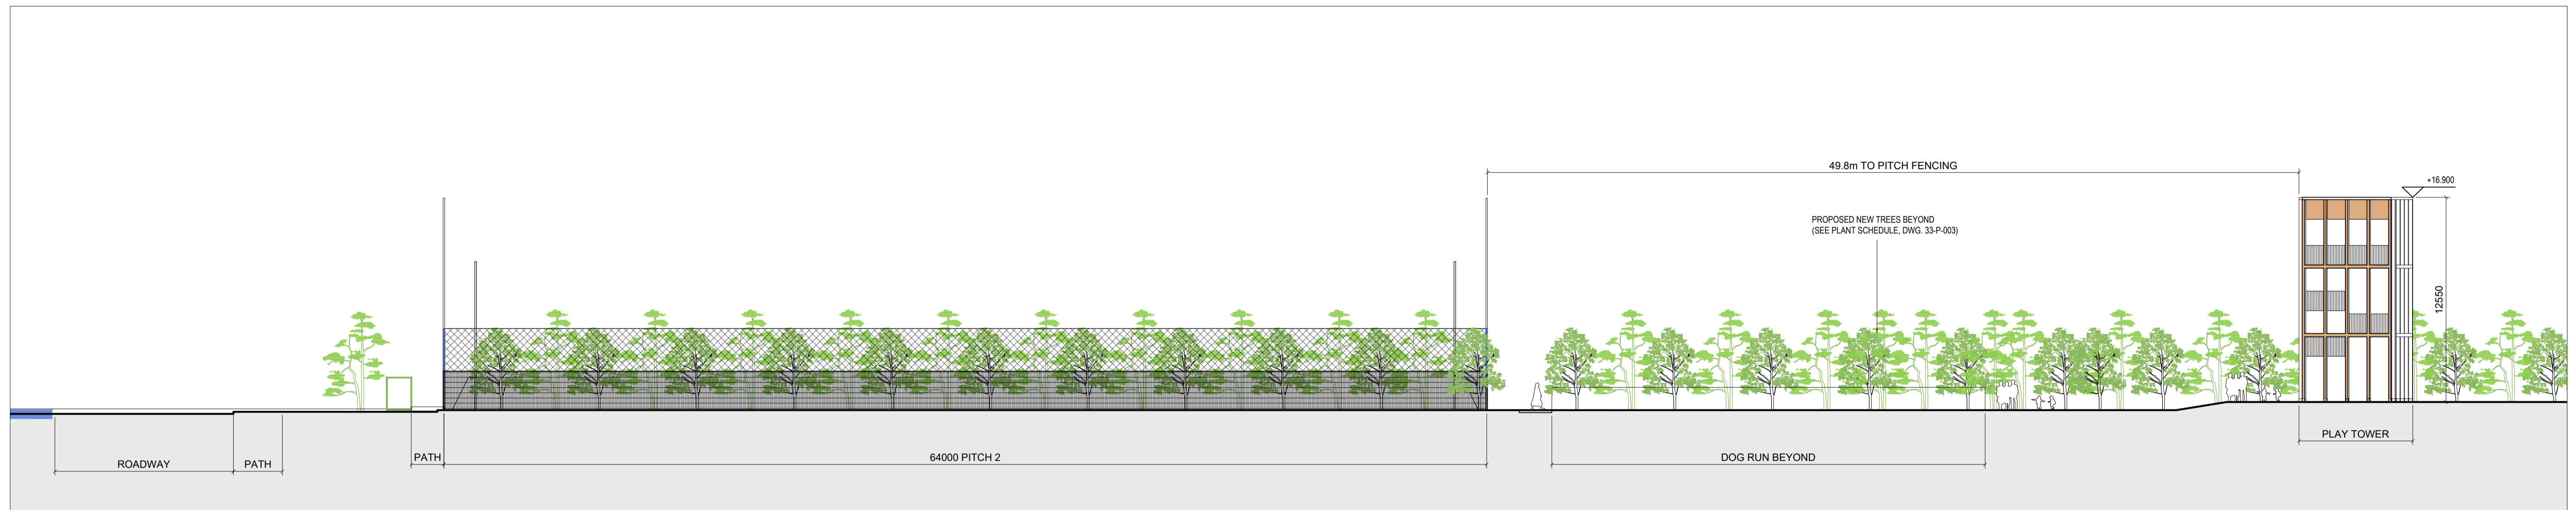 49.8m TO PITCH FENCING
+16.900
PROPOSED NEW TREES BEYOND
(SEE PLANT SCHEDULE, DWG. 33-P-003)
12550
PLAY TOWER
ROADWAY
PATH
PATH
64000 PITCH 2
DOG RUN BEYOND